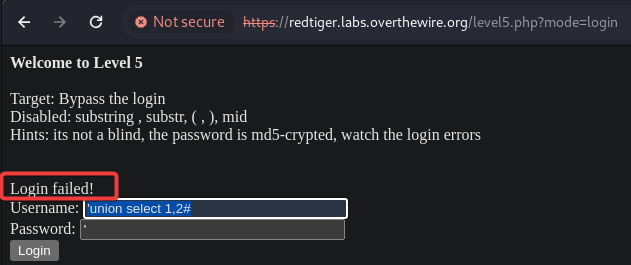 Not secure https://redtiger.labs.overthewire.org/level5.php?mode=login
Welcome to Level 5
Target: Bypass the login
Disabled: substring , substr, ( , ), mid
Hints: its not a blind, the password is md5-crypted, watch the login errors
Login failed!
Username: 'union select 1,2#
Password: '
Login